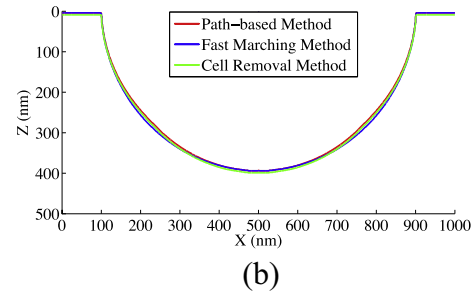 0
100
200
300
400
500
Z (nm)
Path-based Method
Fast Marching Method
Cell Removal Method
0 100 200 300 400 500 600 700 800 900 1000
X (nm)
(b)